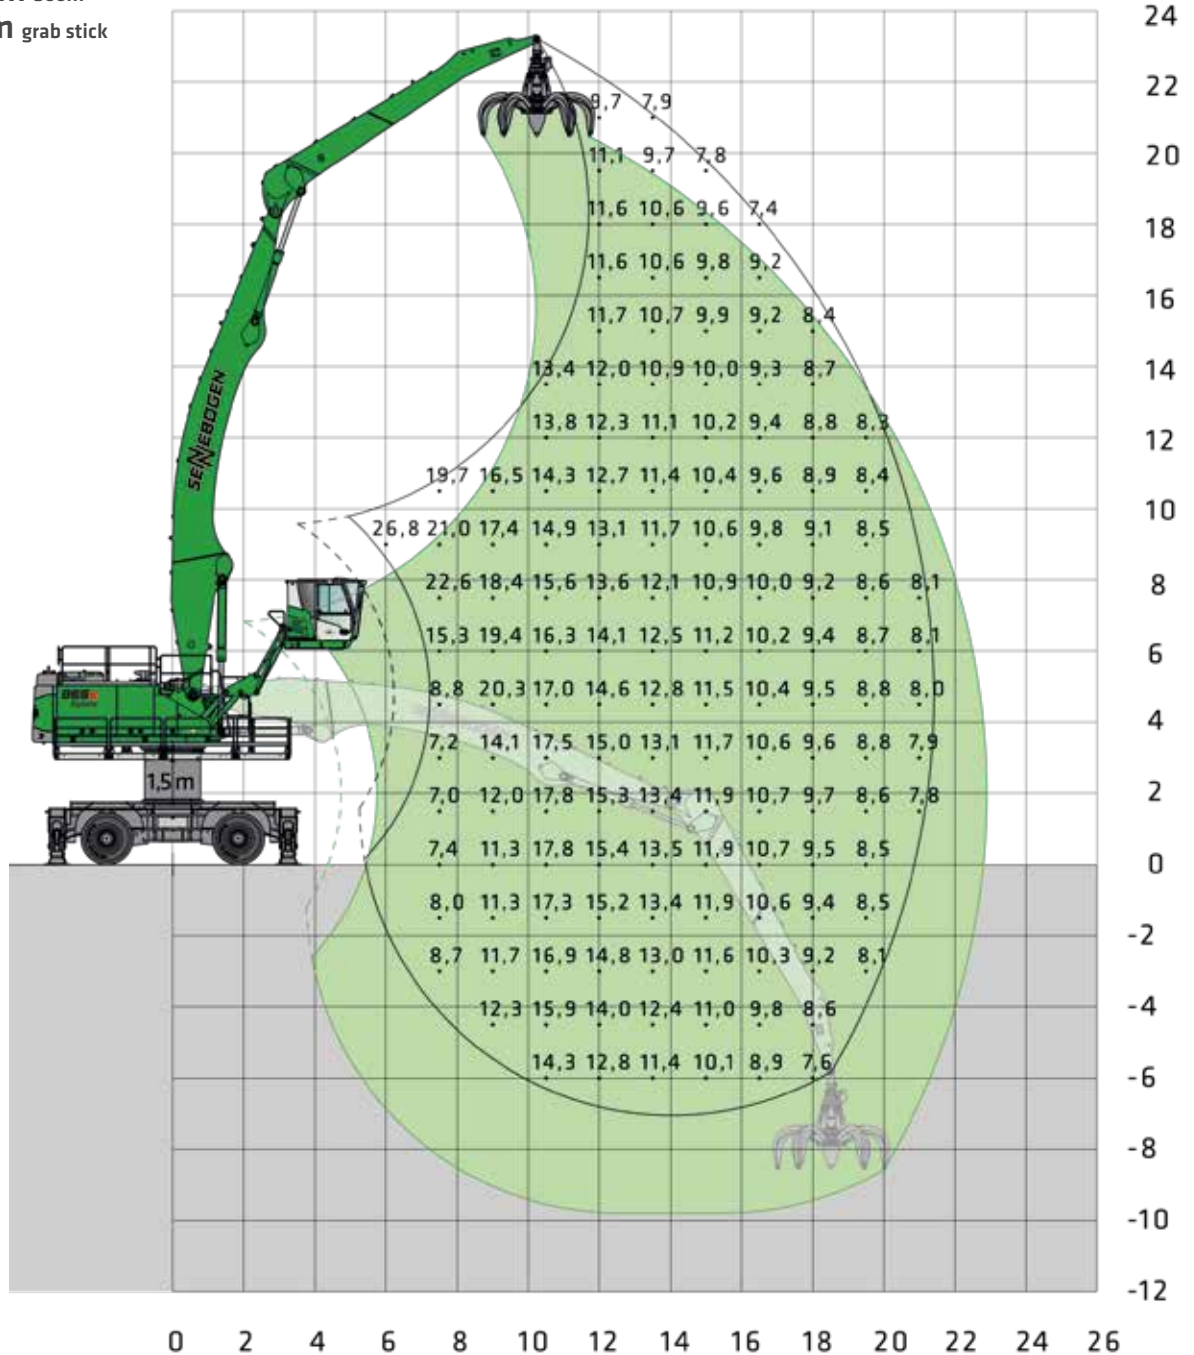 grab stick
24
22
8,7 7,9
20
11,1 9,7 7,8
11,6 10,6 9,6 7,4
18
11,6 10,6 9,8 9,2
16
11,7 10,7 9,9 9,2 8,4
14
13,4 12,0 10,9 10,0 9,3 8,7
13,8 12,3 11,1 10,2 9,4 8,8 8,3
12
SENNEBOGEN
19,7 16,5 14,3 12,7 11,4 10,4 9,6 8,9 8,4
10
26,8 21,0 17,4 14,9 13,1 11,7 10,6 9,8 9,1 8,5
8
22,6 18,4 15,6 13,6 12,1 10,9 10,0 9,2 8,6 8,1
15,3 19,4 16,3 14,1 12,5 11,2 10,2 9,4 8,7 8,1
6
8,8 20,3 17,0 14,6 12,8 11,5 10,4 9,5 8,8 8,0
4
7,2 14,1 17,5 15,0 13,1 11,7 10,6 9,6 8,8 7,9
1,5 m
2
7,0 12,0 17,8 15,3 13,4 11,9 10,7 9,7 8,6 7,8
7,4 11,3 17,8 15,4 13,5 11,9 10,7 9,5 8,5
0
8,0 11,3 17,3 15,2 13,4 11,9 10,6 9,4 8,5
-2
8,7 11,7 16,9 14,8 13,0 11,6 10,3 9,2 8,1
-4
12,3 15,9 14,0 12,4 11,0 9,8 8,6
14,3 12,8 11,4 10,1 8,9 7,6
-6
-8
-10
-12
0 2 4 6 8 10 12 14 16 18 20 22 24 26